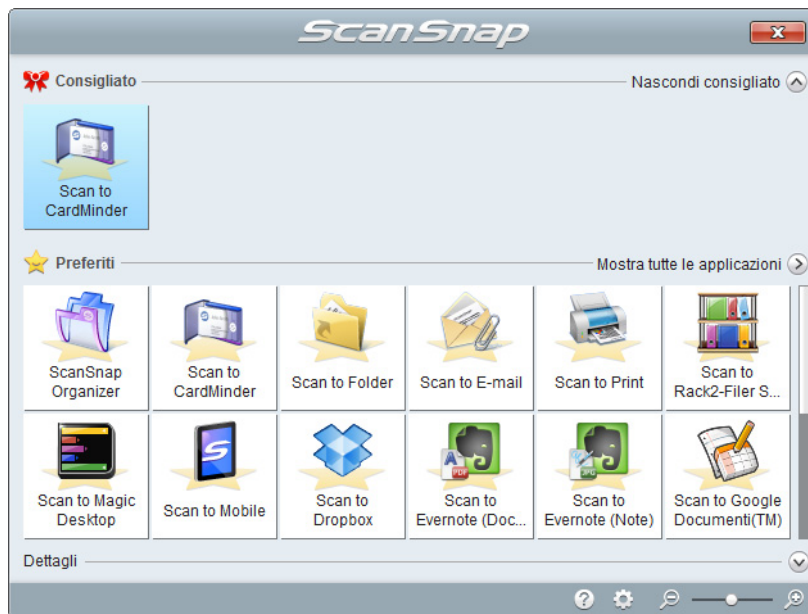 ScanSnap
Consigliato
Nascondi consigliato
Scan to
CardMinder
Preferiti
Mostra tutte le applicazioni
ScanSnap
Organizer
Scan to
CardMinder
Scan to Folder
Scan to E-mail
Scan to Print
Scan to
Rack2-Filer S...
Scan to Magic
Desktop
Scan to Mobile
Scan to
Dropbox
PDF
Scan to
Evernote (Doc...
JPG
Scan to
Evernote (Note)
Scan to Google
Documenti(TM)
Dettagli